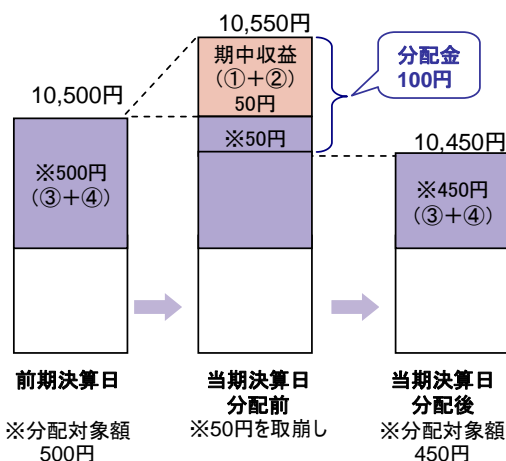 10,550円
期中収益
(①+②)
50円
分配金
100円
10,500円
※50円
10,450円
※500円
(③+④)
※450円
(③+④)
前期決算日
当期決算日
分配前
当期決算日
分配後
※分配対象額
500円
※50円を取崩し
※分配対象額
450円